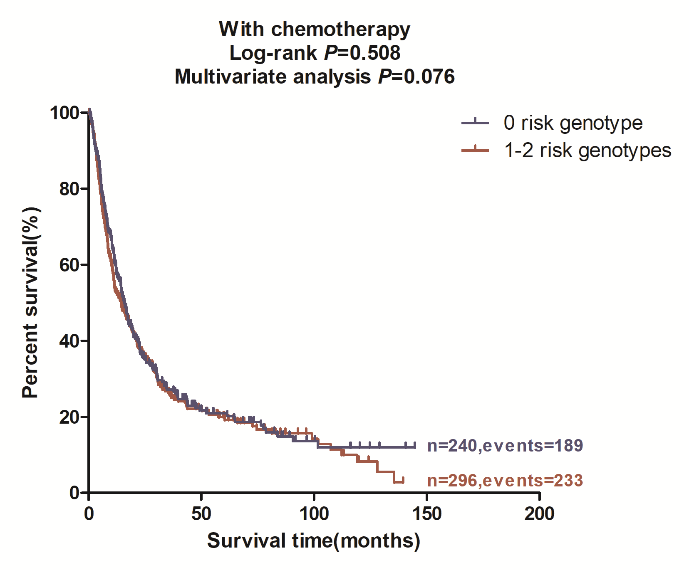 With chemotherapy
Log-rank P=0.508
Multivariate analysis P=0.076
0 risk genotype
1-2 risk genotypes
Percent survival(%)
100
80
60
40
20
0
n=240,events=189
n=296,events=233
0
50
100
150
200
Survival time(months)